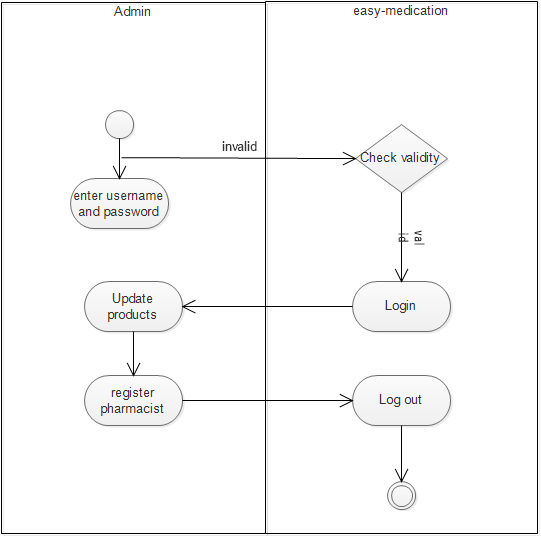 Admin
easy-medication
invalid
Check validity
enter username
and password
val
id
Update
products
Login
register
pharmacist
Log out